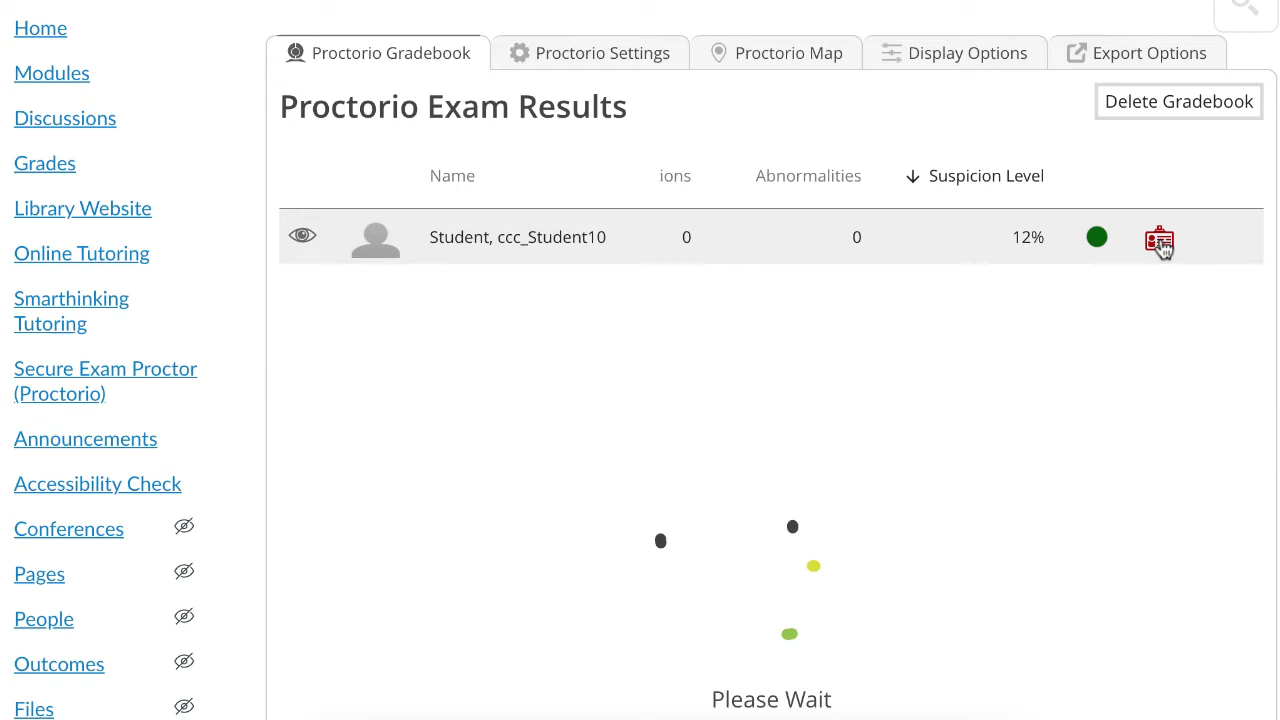 Home
Modules
Discussions
Grades
Library Website
Online Tutoring
Smarthinking
Tutoring
Secure Exam Proctor
(Proctorio)
Announcements
Accessibility Check
Conferences
Pages
People
Outcomes
Files
Proctorio Gradebook
Proctorio Settings
Proctorio Map
Display Options
Export Options
Proctorio Exam Results
Delete Gradebook
Name ions Abnormalities Suspicion Level
Student, ccc_Student10 0 0 12%
Please Wait